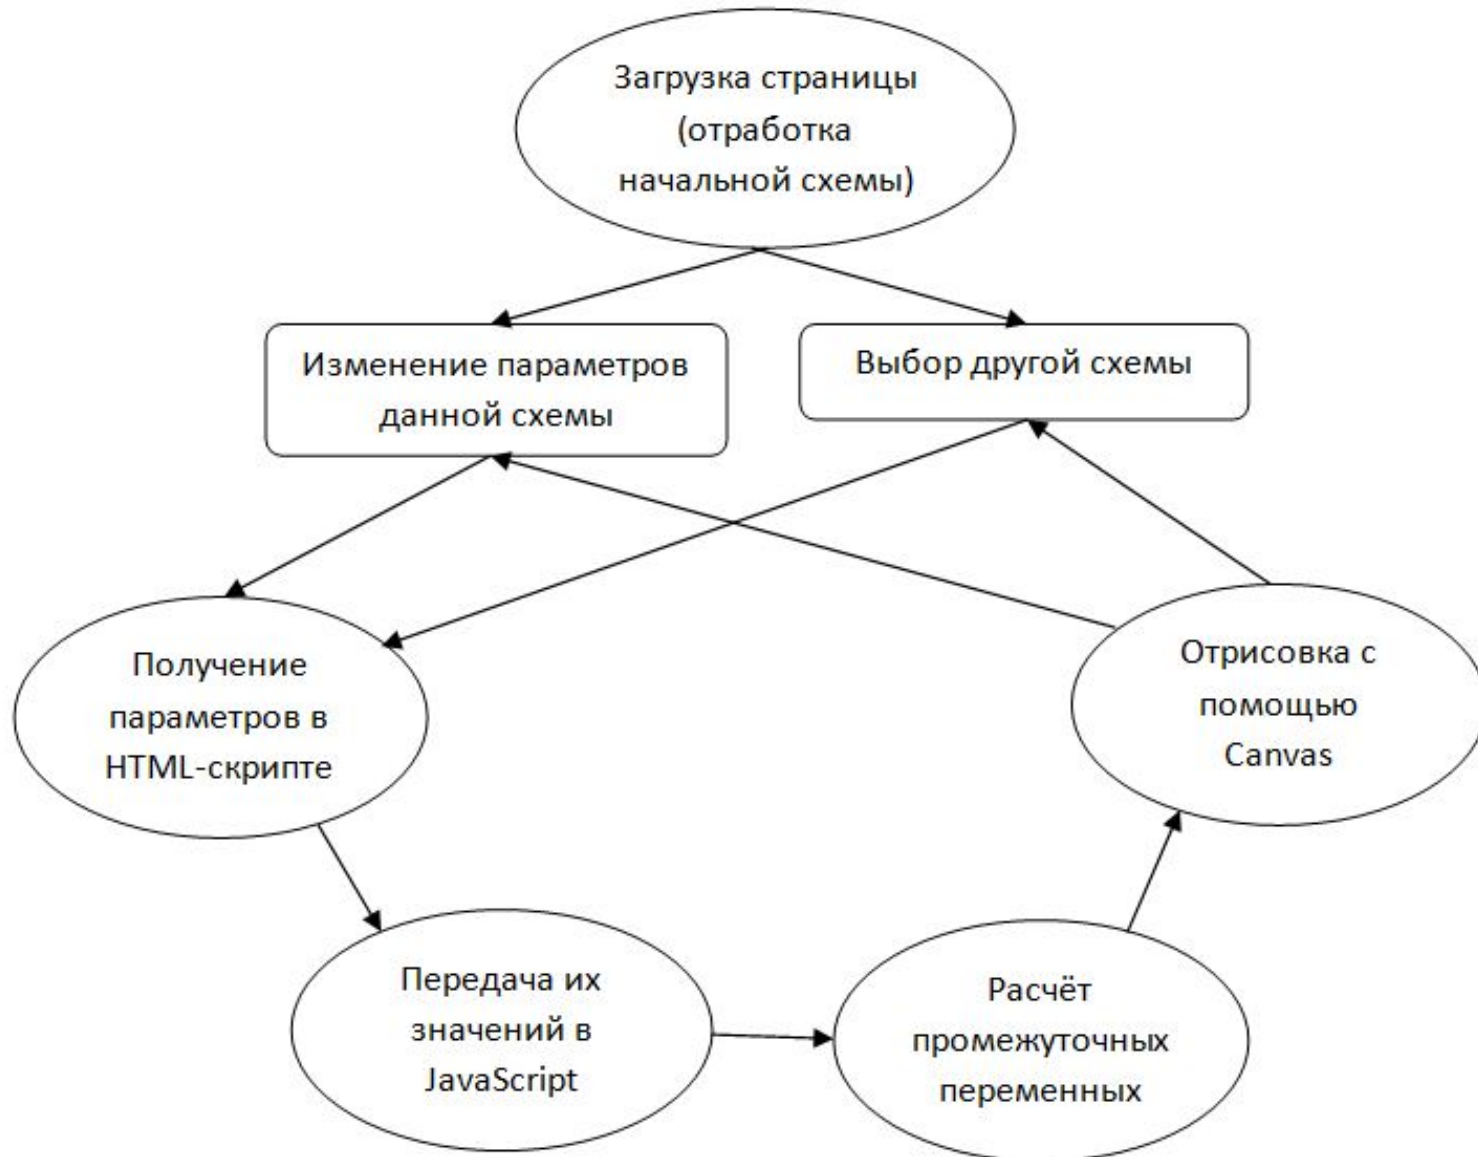 Загрузка страницы
(отработка
начальной схемы)
Изменение параметров
данной схемы
Выбор другой схемы
Получение
параметров в
HTML-скрипте
Отрисовка с
помощью
Canvas
Передача их
значений в
JavaScript
Расчёт
промежуточных
переменных